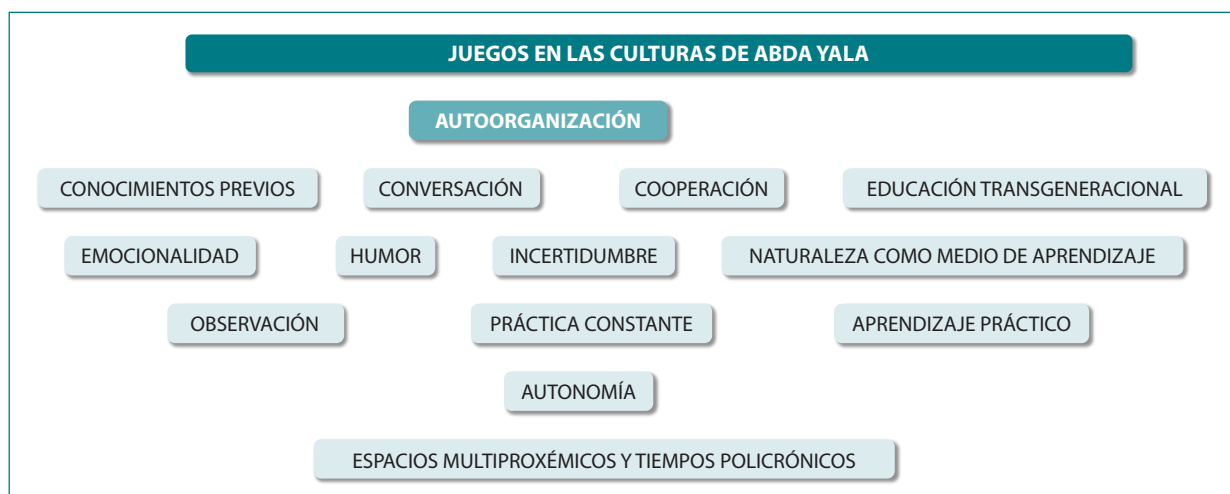 JUEGOS EN LAS CULTURAS DE ABDA YALA
AUTOORGANIZACIÓN
CONOCIMIENTOS PREVIOS
CONVERSACIÓN
COOPERACIÓN
EDUCACIÓN TRANSGENERACIONAL
EMOCIONALIDAD
HUMOR
INCERTIDUMBRE
NATURALEZA COMO MEDIO DE APRENDIZAJE
OBSERVACIÓN
PRÁCTICA CONSTANTE
APRENDIZAJE PRÁCTICO
AUTONOMÍA
ESPACIOS MULTIPROXÉMICOS Y TIEMPOS POLICRÓNICOS